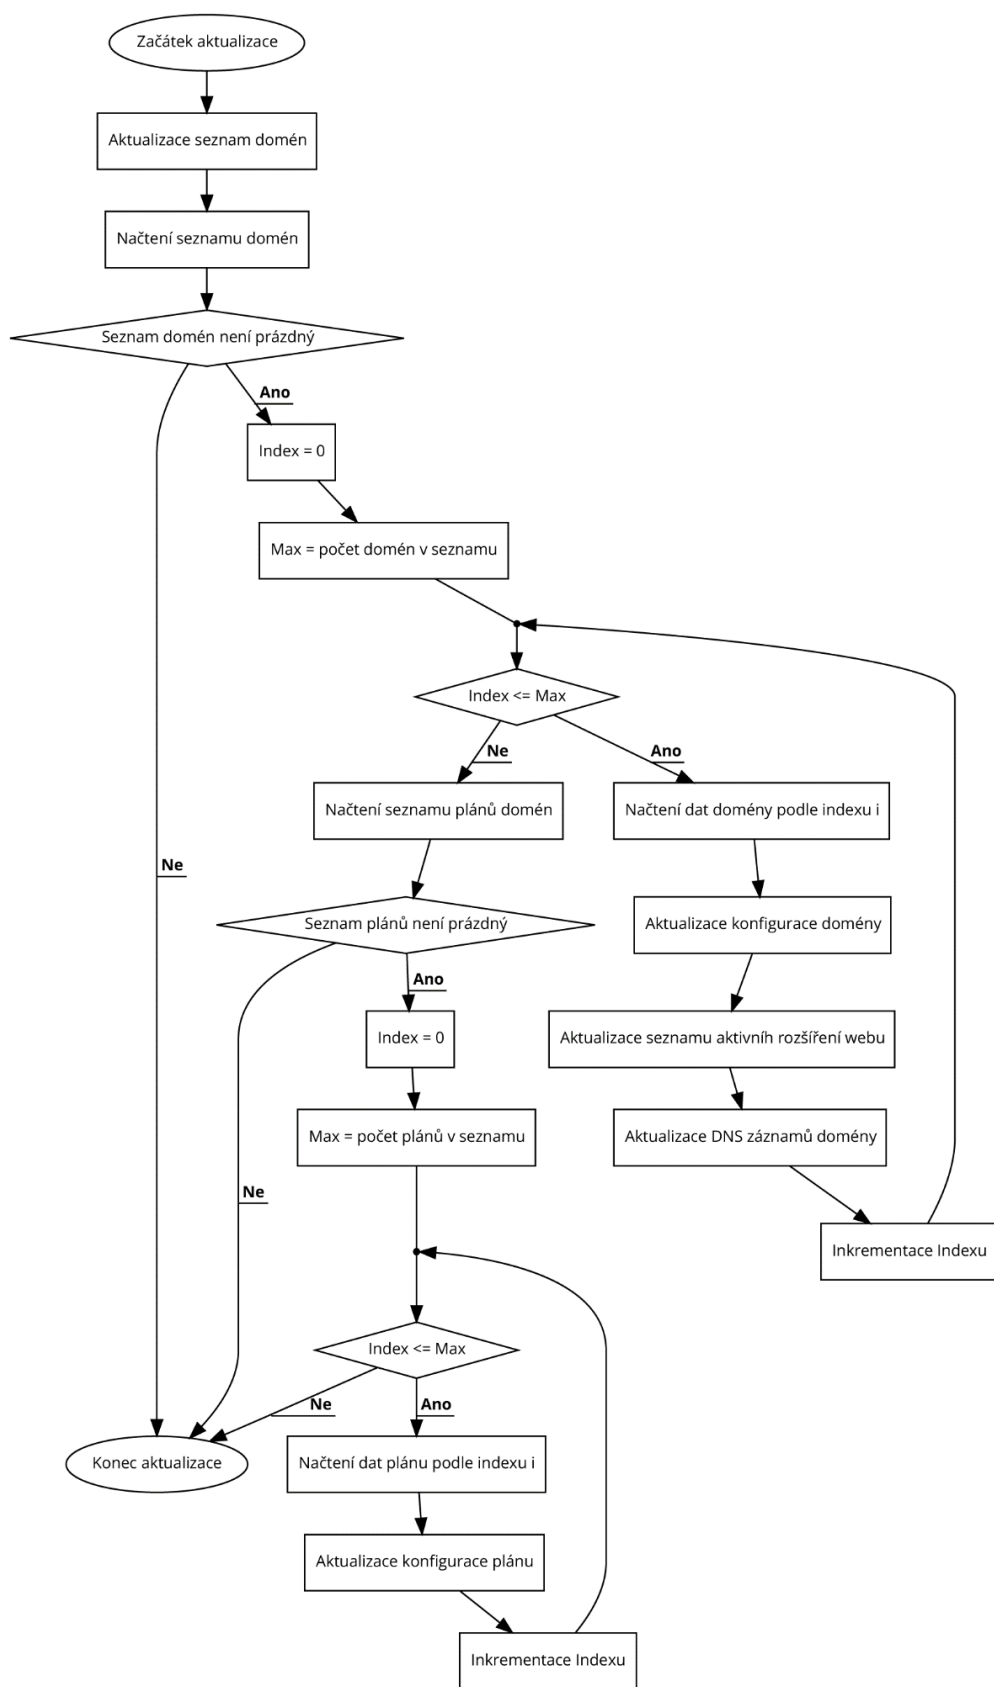 Začátek aktualizace
Aktualizace seznam domén
Načtení seznamu domén
Seznam domén není prázdný
Ano
Index = 0
Max = počet domén v seznamu
Index <= Max
Ne
Ano
Načtení seznamu plánů domén
Načtení dat domény podle indexu i
Ne
Seznam plánů není prázdný
Aktualizace konfigurace domény
Ano
Index = 0
Aktualizace seznamu aktivníh rozšíření webu
Max = počet plánů v seznamu
Aktualizace DNS záznamů domény
Ne
Inkrementace Indexu
Index <= Max
Ne
Ano
Konec aktualizace
Načtení dat plánu podle indexu i
Aktualizace konfigurace plánu
Inkrementace Indexu